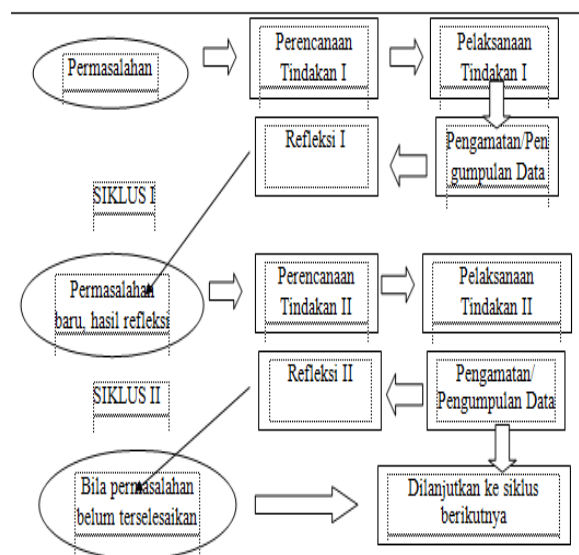 Permasalahan
Perencanaan
Tindakan I
Pelaksanaan
Tindakan I
Refleksi I
Pengamatan/Pen
gumpulan Data
SIKLUS I
Permasalahan
baru, hasil refleksi
Perencanaan
Tindakan II
Pelaksanaan
Tindakan II
Refleksi II
Pengamatan/
Pengumpulan Data
SIKLUS II
Bila permasalahan
belum terselesaikan
Dilanjutkan ke siklus
berikutnya